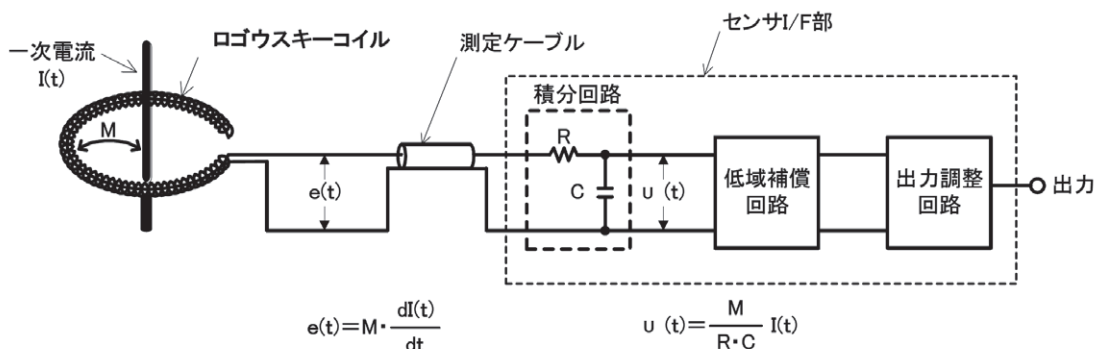 一次電流
I(t)
ロゴウスキーコイル
測定ケーブル
センサI/F部
積分回路
M
e(t)
R
C
υ (t)
低域補償
回路
出力調整
回路
出力
e(t)=M・dI(t)/dt
υ (t)=M/R・C I(t)